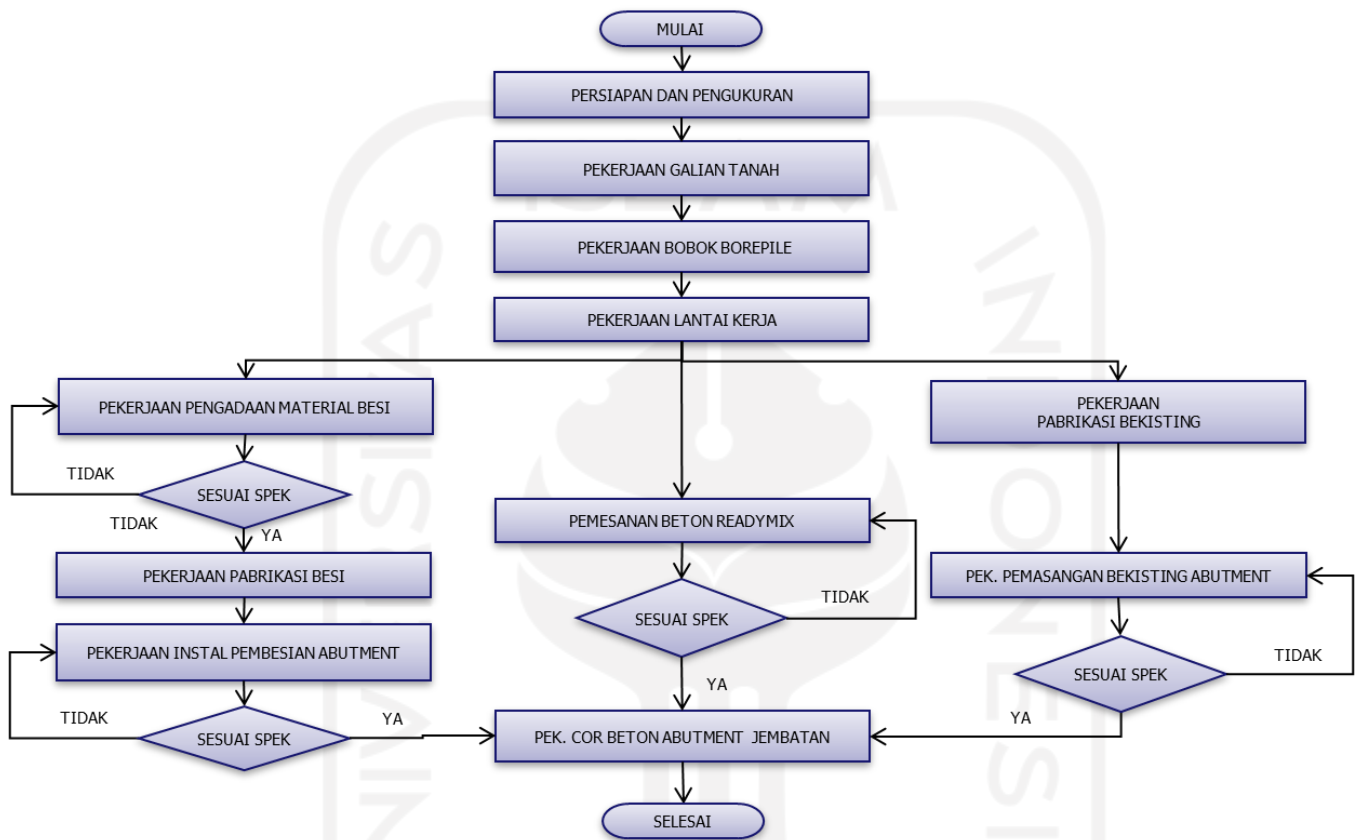 MULAI
PERSIAPAN DAN PENGUKURAN
PEKERJAAN GALIAN TANAH
PEKERJAAN BOBOK BOREPILE
PEKERJAAN LANTAI KERJA
PEKERJAAN PENGADAAN MATERIAL BESI
TIDAK
SESUAI SPEK
TIDAK
YA
PEKERJAAN PABRIKASI BESI
PEKERJAAN INSTAL PEMBESIAN ABUTMENT
TIDAK
SESUAI SPEK
YA
PEMESANAN BETON READYMIX
SESUAI SPEK
TIDAK
YA
PEKERJAAN
PABRIKASI BEKISTING
PEK. PEMASANGAN BEKISTING ABUTMENT
SESUAI SPEK
TIDAK
YA
PEK. COR BETON ABUTMENT JEMBATAN
SELESAI